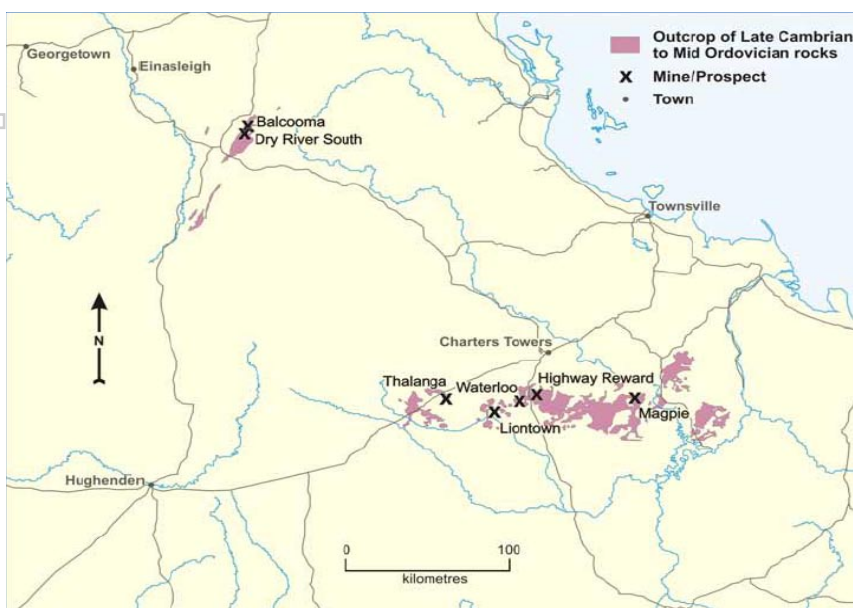 Outcrop of Late Cambrian
to Mid Ordovician rocks
Mine/Prospect
Town
Georgetown
Einasleigh
Balcooma
Dry River South
Townsville
N
Charters Towers
Thalanga
Waterloo
Highway Reward
Magpie
Liontown
Hughenden
0
100
kilometres